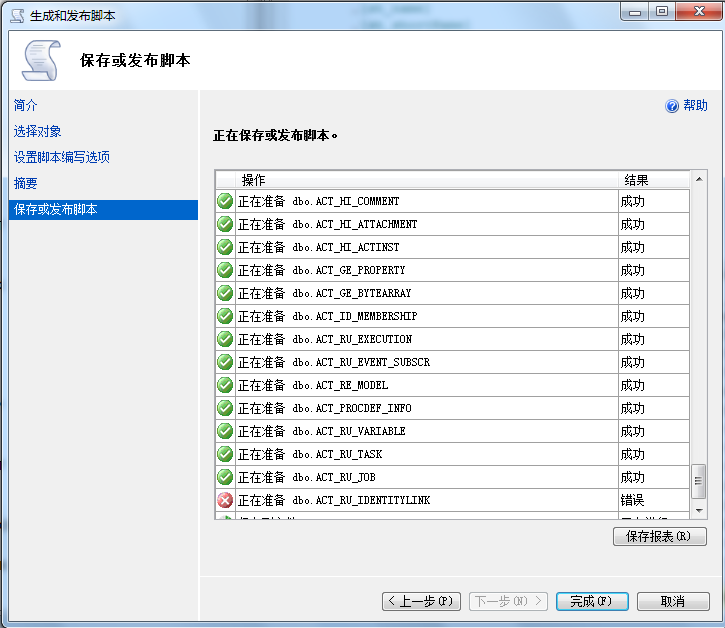 生成和发布脚本
保存或发布脚本
简介
选择对象
设置脚本编写选项
摘要
保存或发布脚本
帮助
正在保存或发布脚本。
操作 结果
正在准备 dbo.ACT_HI_COMMENT 成功
正在准备 dbo.ACT_HI_ATTACHMENT 成功
正在准备 dbo.ACT_HI_ACTINST 成功
正在准备 dbo.ACT_GE_PROPERTY 成功
正在准备 dbo.ACT_GE_BYTEARRAY 成功
正在准备 dbo.ACT_ID_MEMBERSHIP 成功
正在准备 dbo.ACT_RU_EXECUTION 成功
正在准备 dbo.ACT_RU_EVENT_SUBSCR 成功
正在准备 dbo.ACT_RE_MODEL 成功
正在准备 dbo.ACT_PROCDEF_INFO 成功
正在准备 dbo.ACT_RU_VARIABLE 成功
正在准备 dbo.ACT_RU_TASK 成功
正在准备 dbo.ACT_RU_JOB 成功
正在准备 dbo.ACT_RU_IDENTITYLINK 错误
保存报表(R)
< 上一步(P) 下一步(N) > 完成(F) 取消